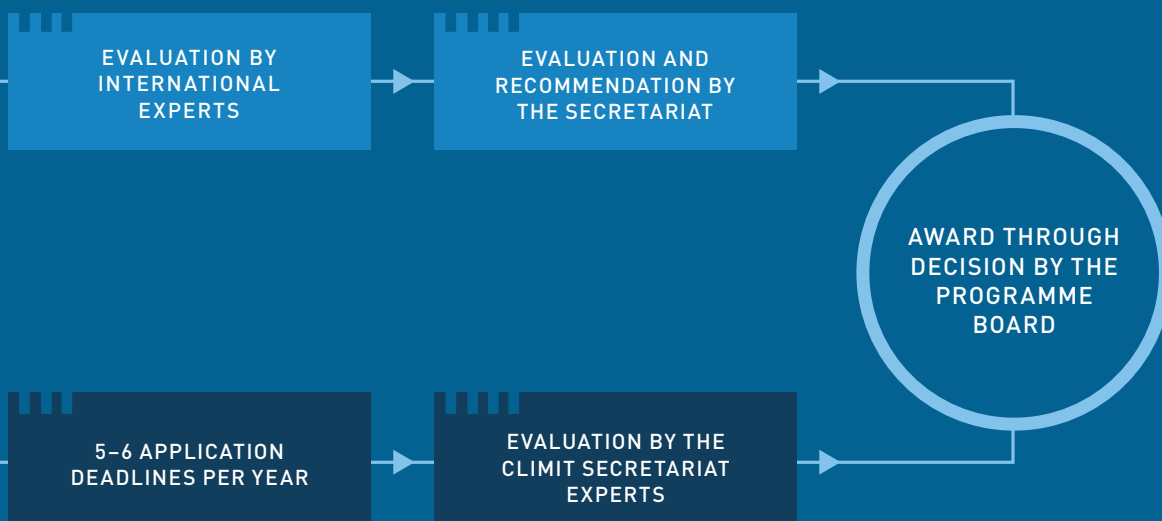 EVALUATION BY
INTERNATIONAL
EXPERTS
EVALUATION AND
RECOMMENDATION BY
THE SECRETARIAT
AWARD THROUGH
DECISION BY THE
PROGRAMME
BOARD
5–6 APPLICATION
DEADLINES PER YEAR
EVALUATION BY THE
CLIMIT SECRETARIAT
EXPERTS